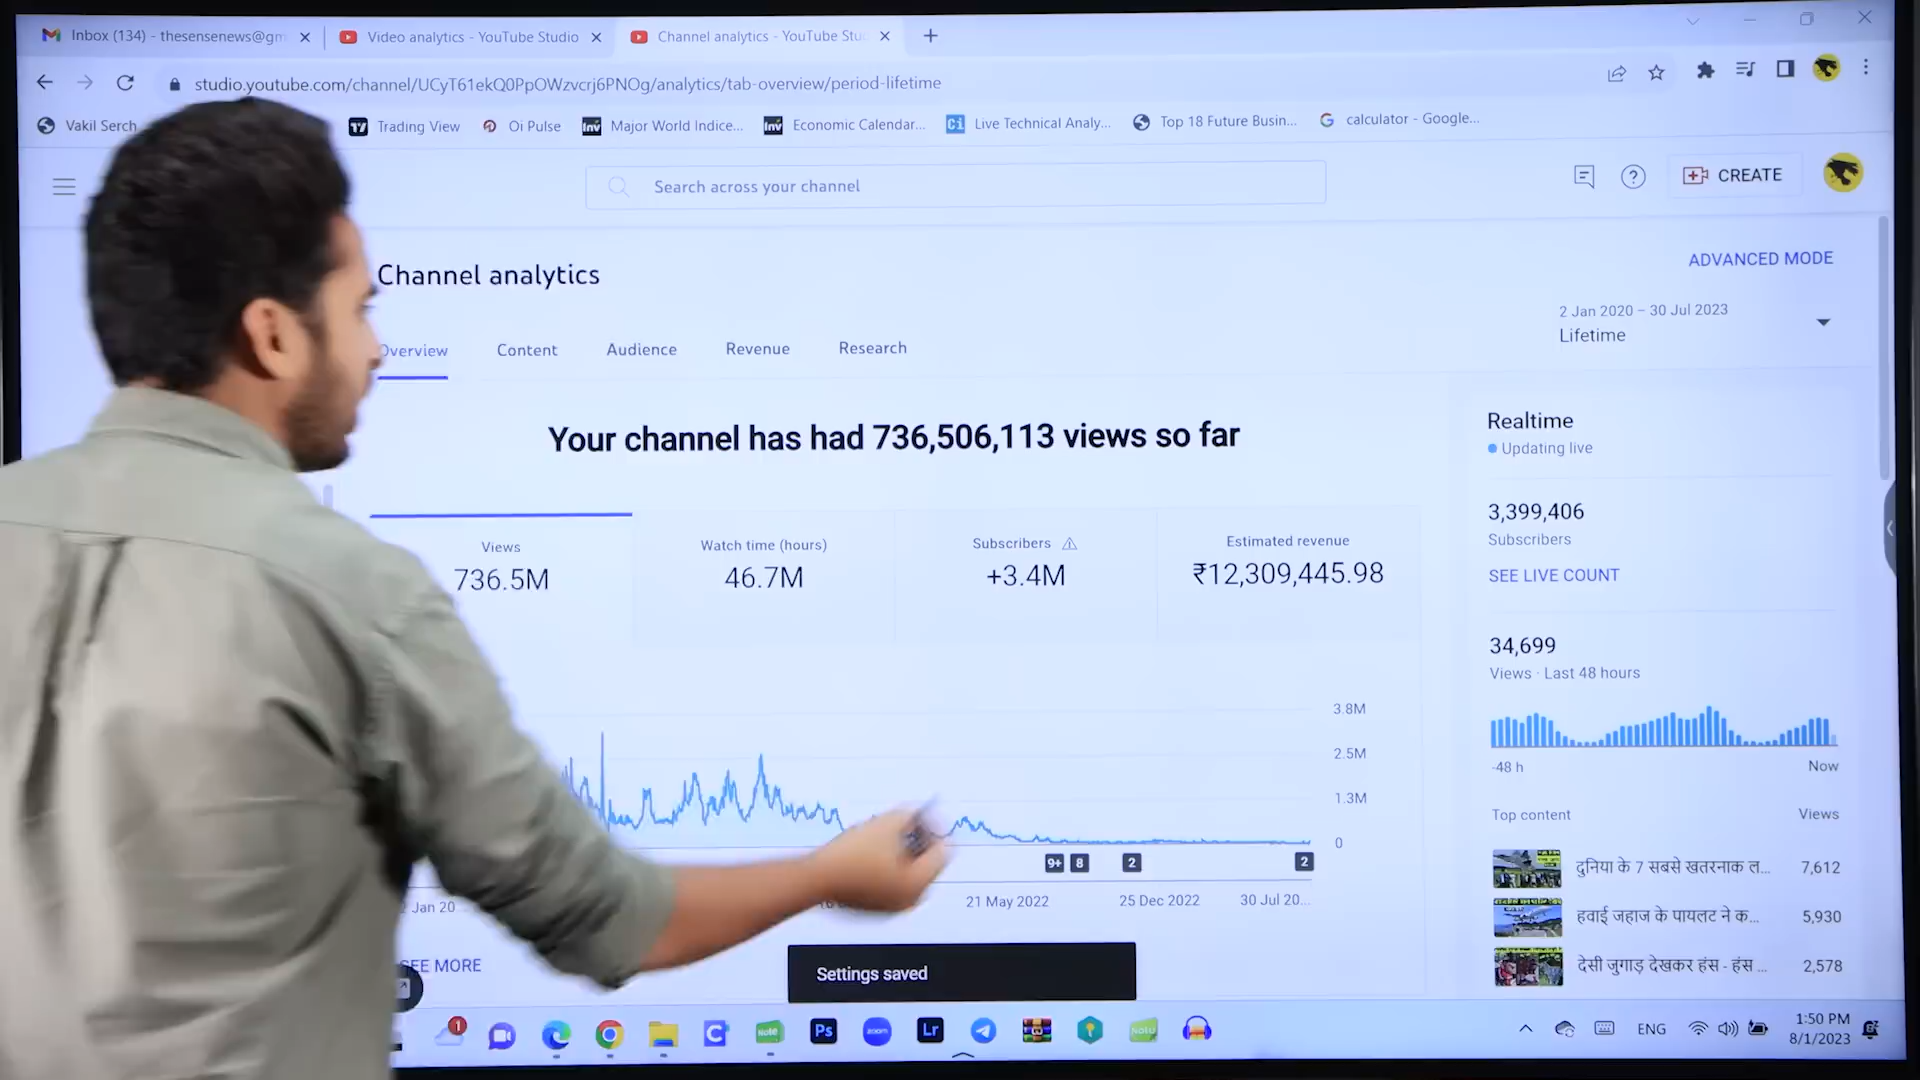 Inbox (134) - thesensenews@gm
Video analytics - YouTube Studio
Channel analytics - YouTube Stu
studio.youtube.com/channel/UCyT61ekQ0PpOWzvcrj6PNOg/analytics/tab-overview/period-lifetime
Vakil Serch
Trading View
Oi Pulse
Major World Indice...
Economic Calendar...
Live Technical Analy...
Top 18 Future Busin...
calculator - Google...
Search across your channel
CREATE
Channel analytics
ADVANCED MODE
2 Jan 2020 – 30 Jul 2023
Lifetime
Overview
Content
Audience
Revenue
Research
Your channel has had 736,506,113 views so far
Views
736.5M
Watch time (hours)
46.7M
Subscribers
+3.4M
Estimated revenue
₹12,309,445.98
3.8M
2.5M
1.3M
0
9+ 8 2 2
2 Jan 20...
21 May 2022
25 Dec 2022
30 Jul 20...
SEE MORE
Settings saved
Realtime
Updating live
3,399,406
Subscribers
SEE LIVE COUNT
34,699
Views · Last 48 hours
-48 h
Now
Top content
Views
दुनिया के 7 सबसे खतरनाक ल... 7,612
हवाई जहाज के पायलट ने क... 5,930
देसी जुगाड़ देखकर हंस - हंस ... 2,578
1
Note
Ps
zoom
Lr
Note
ENG
1:50 PM
8/1/2023